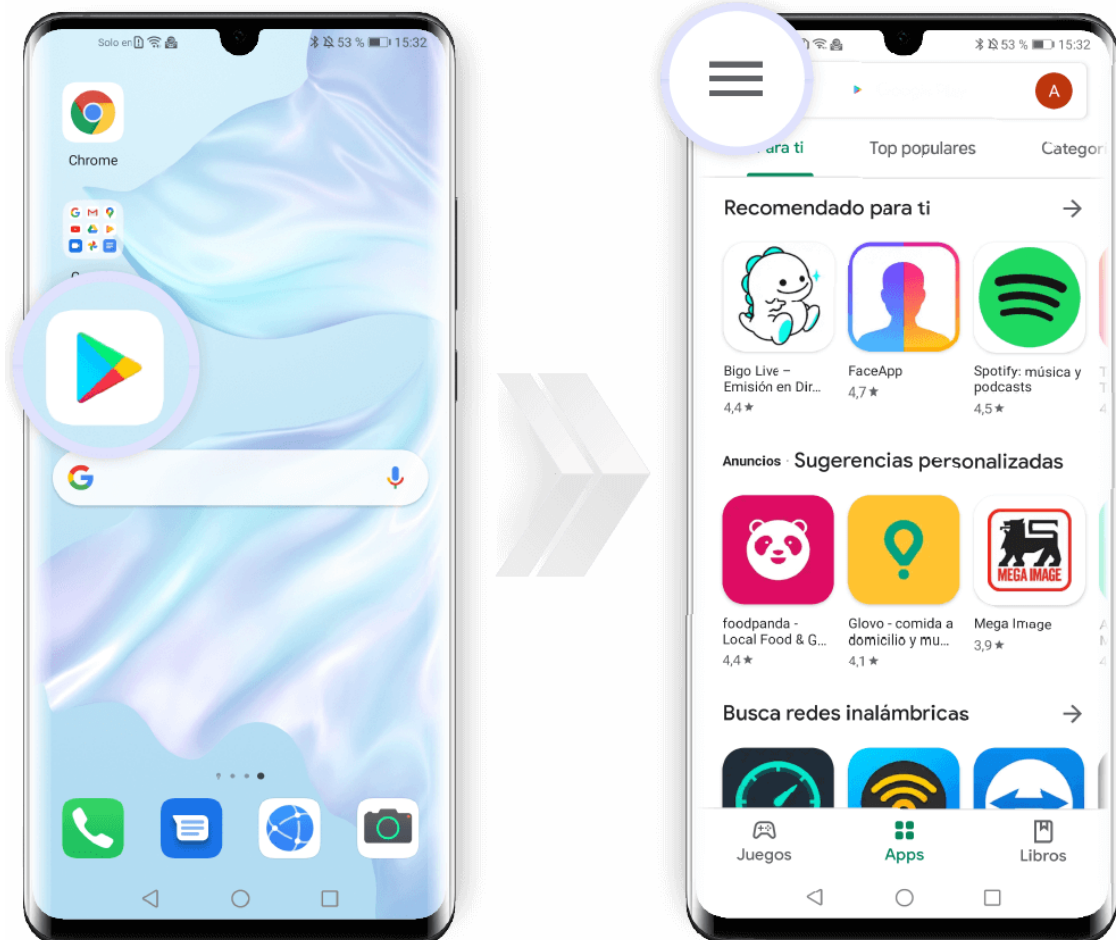 Solo en
53 % 15:32
Chrome
53 % 15:32
A
ara ti
Top populares
Categorí
Recomendado para ti
Bigo Live –
Emisión en Dir...
4,4★
FaceApp
4,7★
Spotify: música y
podcasts
4,5★
Anuncios · Sugerencias personalizadas
MEGA IMAGE
foodpanda -
Local Food & G...
4,4★
Glovo - comida a
domicilio y mu...
4,1★
Mega Image
3,9★
Busca redes inalámbricas
Juegos
Apps
Libros